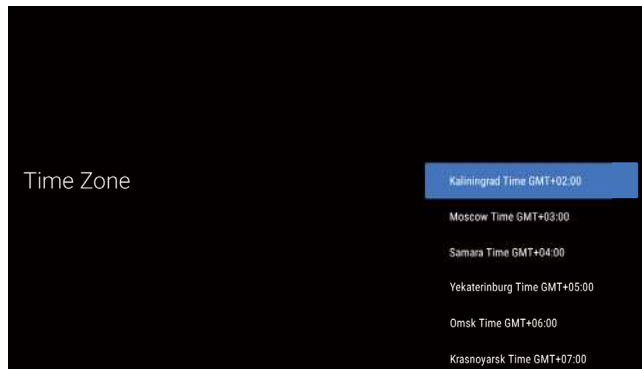 Time Zone
Kaliningrad Time GMT+02:00
Moscow Time GMT+03:00
Samara Time GMT+04:00
Yekaterinburg Time GMT+05:00
Omsk Time GMT+06:00
Krasnoyarsk Time GMT+07:00